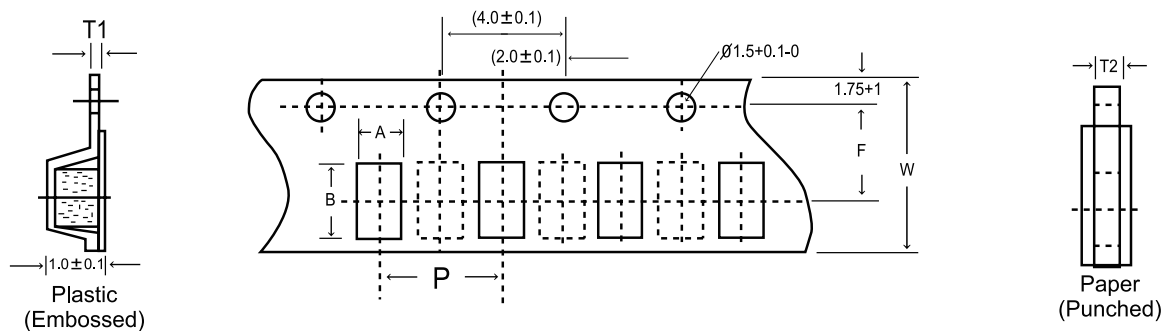 T1
(4.0±0.1)
(2.0±0.1)
Ø1.5+0.1-0
1.75+1
T2
A
B
F
W
P
1.0±0.1
Plastic
(Embossed)
Paper
(Punched)